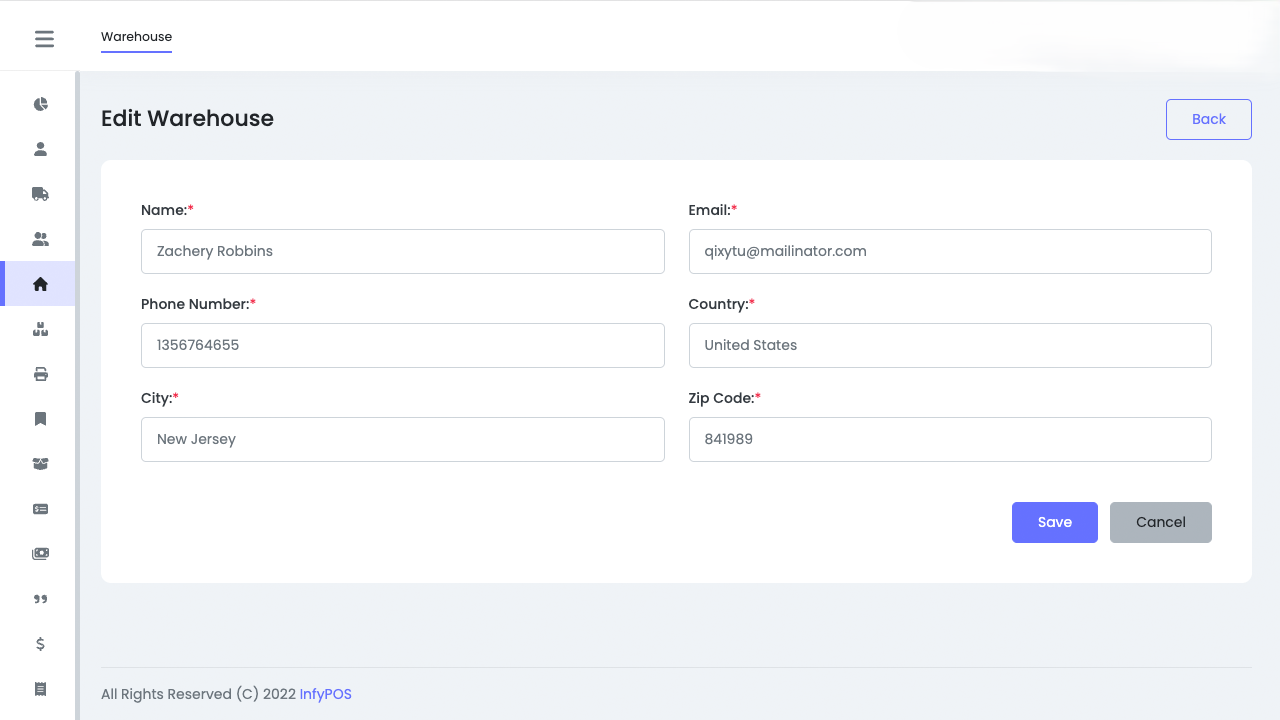 Warehouse
Edit Warehouse
Back
Name:*
Email:*
Zachery Robbins
qixytu@mailinator.com
Phone Number:*
Country:*
1356764655
United States
City:*
Zip Code:*
New Jersey
841989
Save
Cancel
All Rights Reserved (C) 2022 InfyPOS